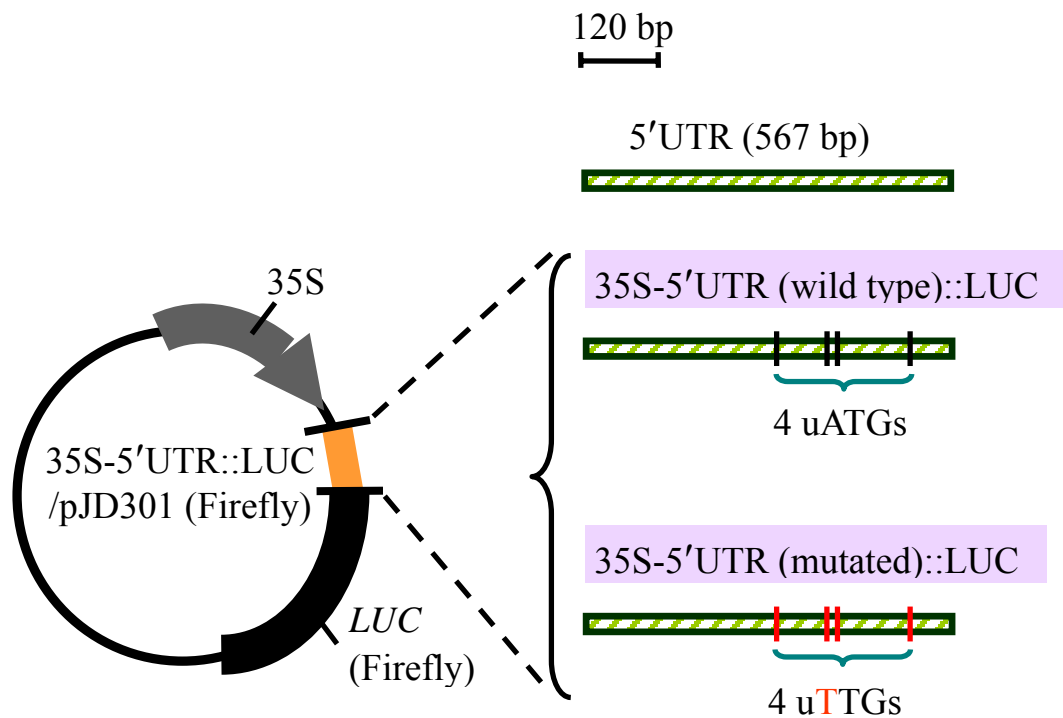 120 bp
5′UTR (567 bp)
35S
35S-5′UTR::LUC
/pJD301 (Firefly)
LUC
(Firefly)
35S-5′UTR (wild type)::LUC
4 uATGs
35S-5′UTR (mutated)::LUC
4 uTTGs